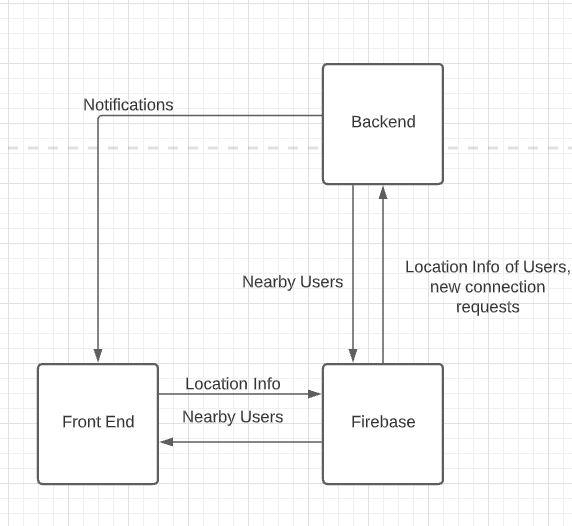 Notifications
Backend
Nearby Users
Location Info of Users,
new connection
requests
Location Info
Nearby Users
Front End
Firebase